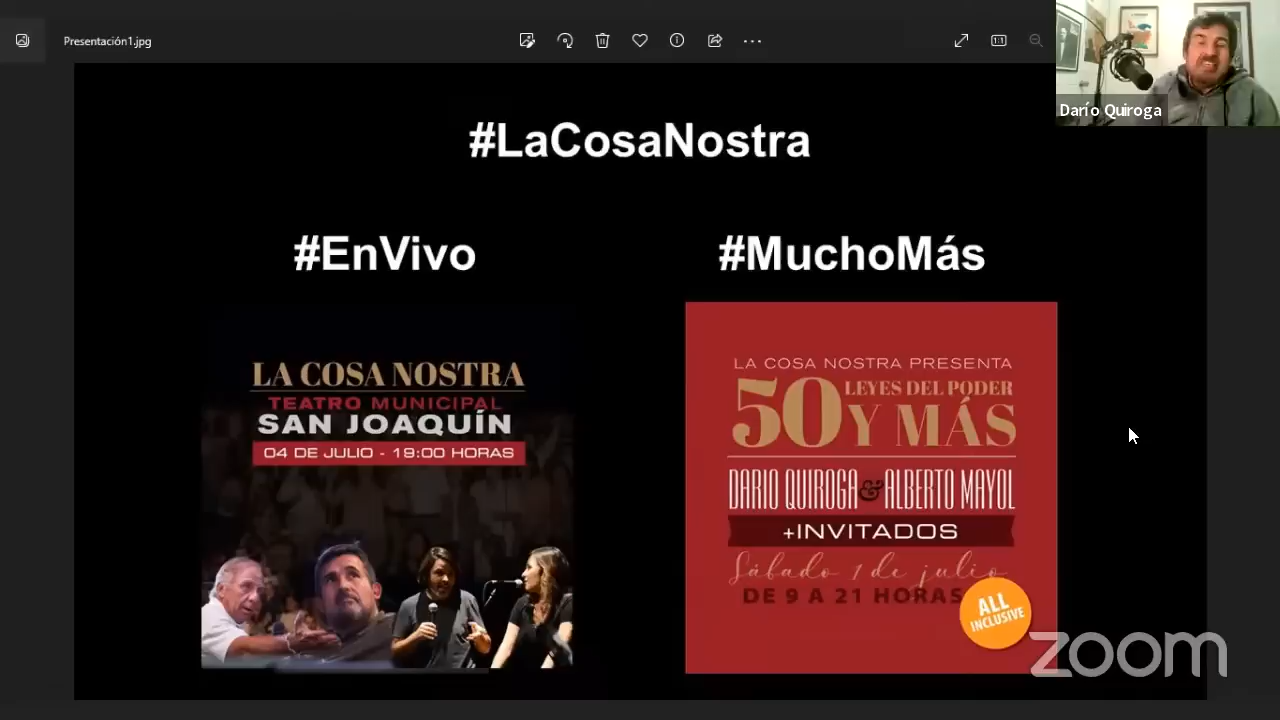 Presentación1.jpg
Darío Quiroga
#LaCosaNostra
#EnVivo
#MuchoMás
LA COSA NOSTRA
TEATRO MUNICIPAL
SAN JOAQUÍN
04 DE JULIO - 19:00 HORAS
LA COSA NOSTRA PRESENTA
50 LEYES DEL PODER
Y MÁS
DARIO QUIROGA & ALBERTO MAYOL
+INVITADOS
Sábado 1 de julio
DE 9 A 21 HORAS
ALL
INCLUSIVE
zoom